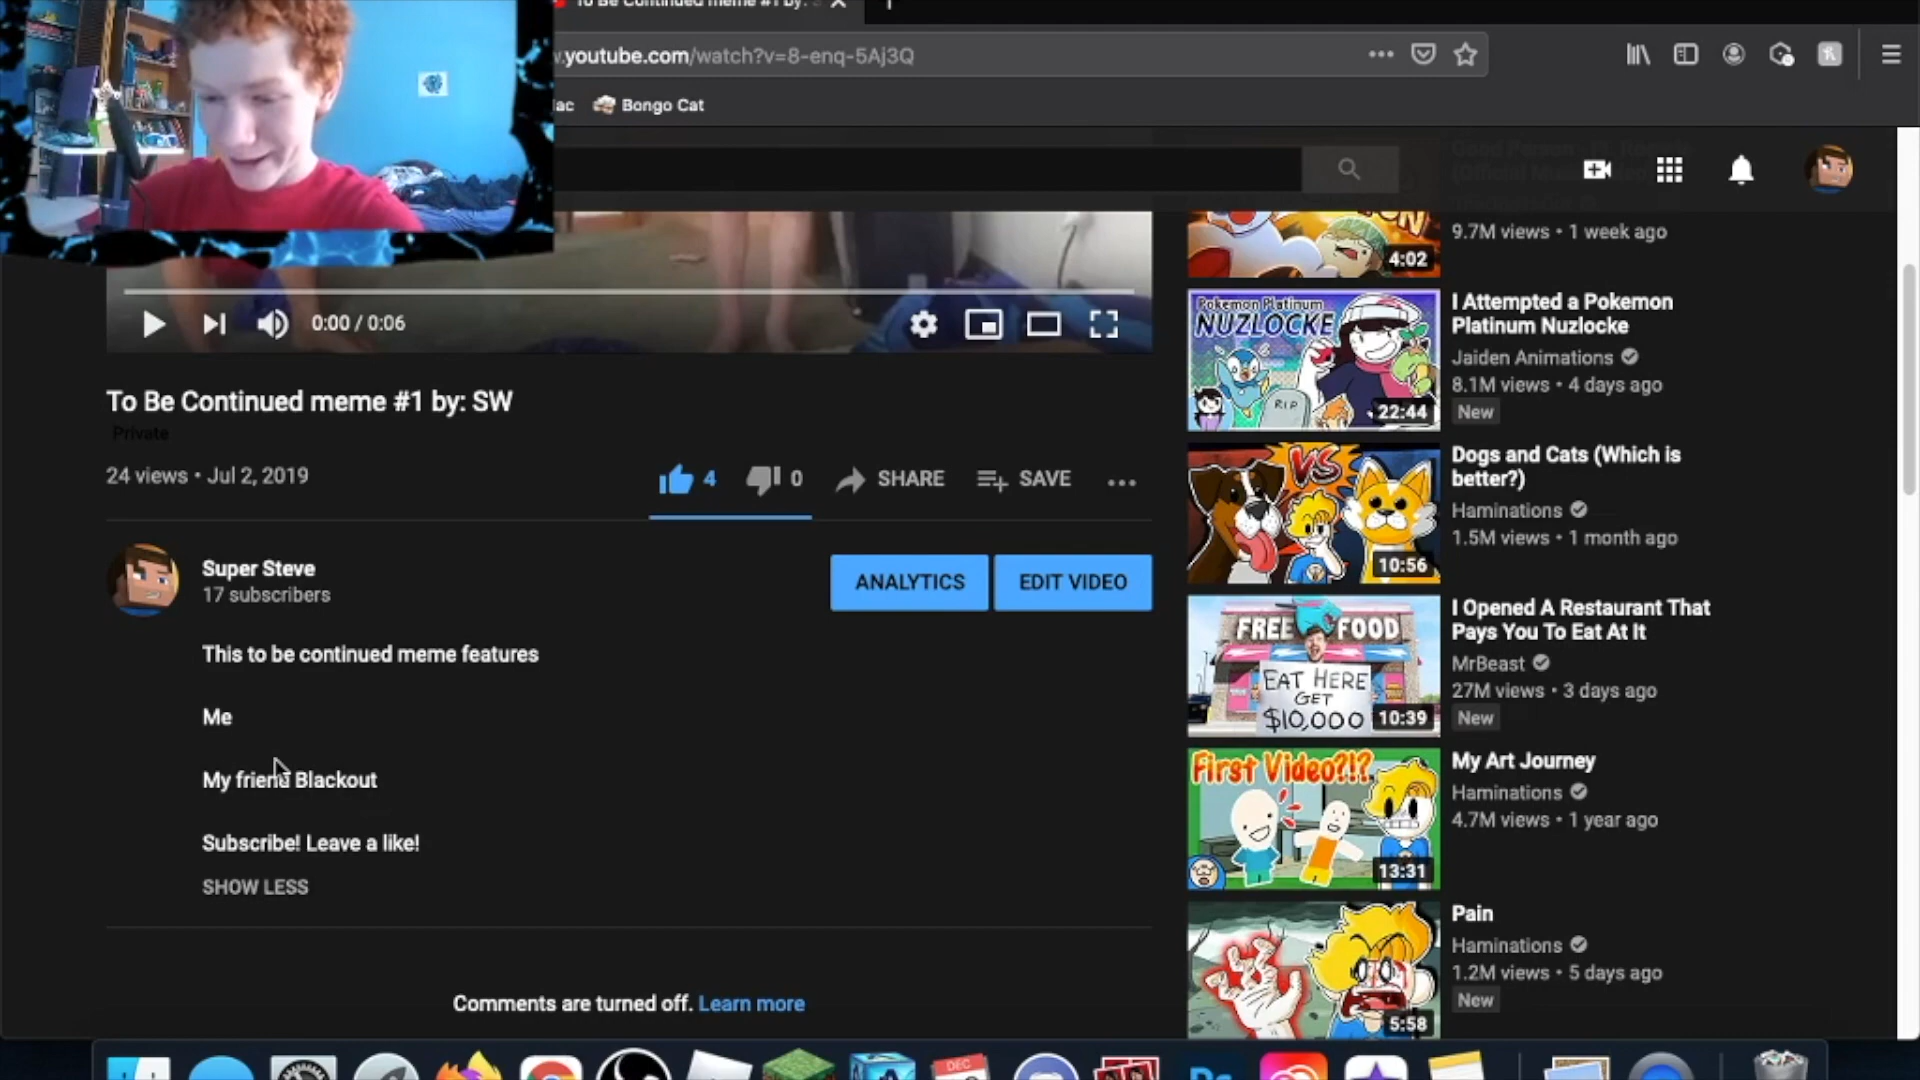 To Be Continued meme #1 by: S
youtube.com/watch?v=8-enq-5Aj3Q
ac
Bongo Cat
9.7M views • 1 week ago
4:02
0:00 / 0:06
Pokemon Platinum
NUZLOCKE
RIP
22:44
I Attempted a Pokemon
Platinum Nuzlocke
Jaiden Animations
8.1M views • 4 days ago
New
To Be Continued meme #1 by: SW
Private
24 views • Jul 2, 2019
4
0
SHARE
SAVE
VS
10:56
Dogs and Cats (Which is
better?)
Haminations
1.5M views • 1 month ago
Super Steve
17 subscribers
ANALYTICS
EDIT VIDEO
This to be continued meme features
Me
My friend Blackout
Subscribe! Leave a like!
SHOW LESS
FREE FOOD
EAT HERE
GET
$10,000
10:39
I Opened A Restaurant That
Pays You To Eat At It
MrBeast
27M views • 3 days ago
New
First Video?!?
13:31
My Art Journey
Haminations
4.7M views • 1 year ago
5:58
Pain
Haminations
1.2M views • 5 days ago
New
Comments are turned off. Learn more
DEC
Ps